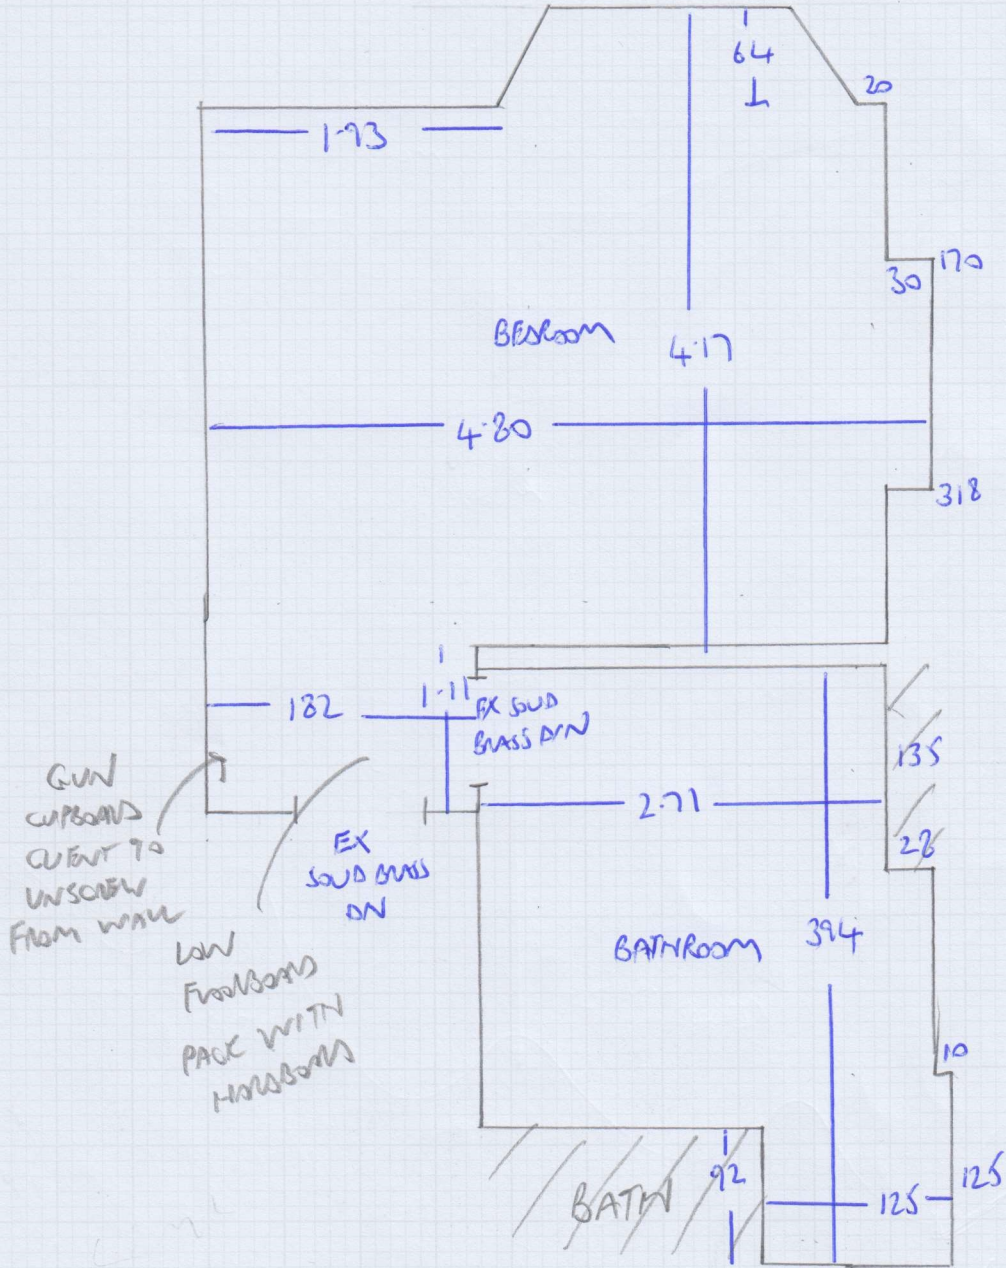 64
20
1.93
170
30
BEDROOM
4.17
4.80
318
1.11
182
EX SOLID
BRASS D/N
135
GUN
CUPBOARD
CLIENT TO
UNSCREW
FROM WALL
2.71
28
EX
SOLID BRASS
DN
BATHROOM
394
LOW
FLOORBOARD
PACK WITH
HARDBOARD
10
92
BATH
125
125